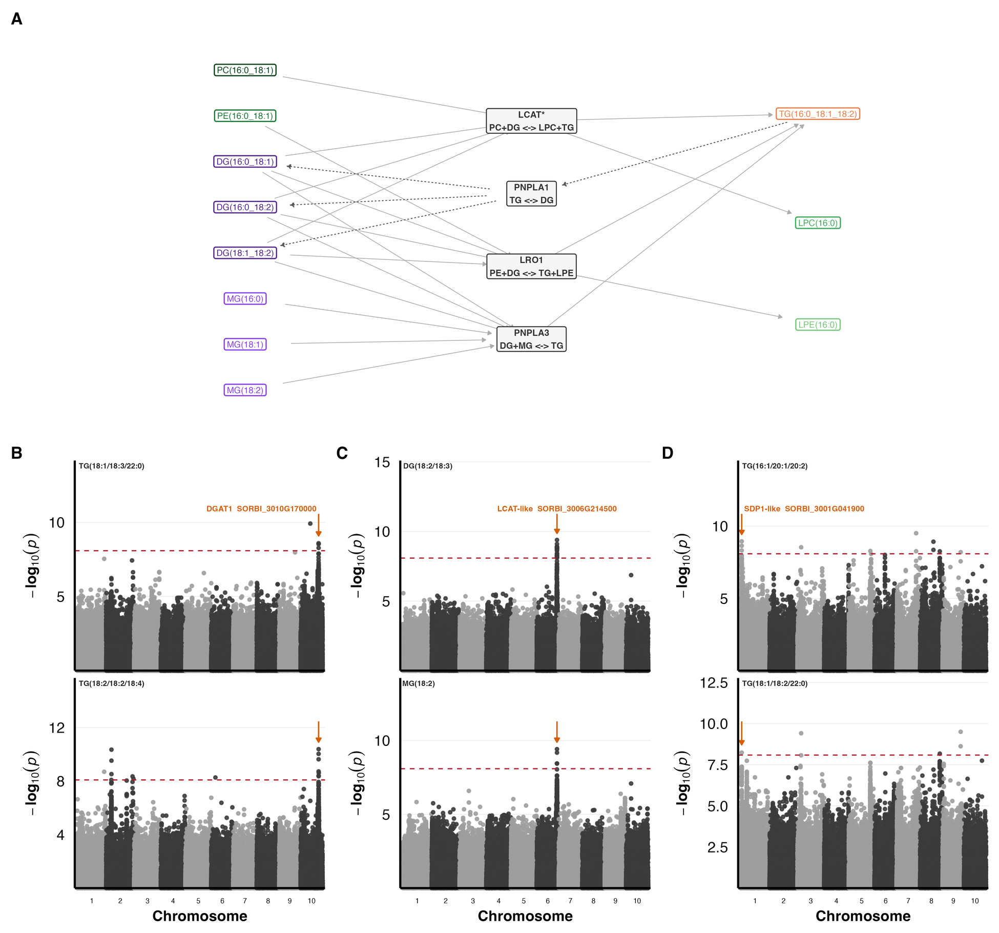 A
PC(16:0_18:1)
PE(16:0_18:1)
DG(16:0_18:1)
DG(16:0_18:2)
DG(18:1_18:2)
MG(16:0)
MG(18:1)
MG(18:2)
LCAT*
PC+DG <-> LPC+TG
PNPLA1
TG <-> DG
LRO1
PE+DG <-> TG+LPE
PNPLA3
DG+MG <-> TG
TG(16:0_18:1_18:2)
LPC(16:0)
LPE(16:0)
B
TG(18:1/18:3/22:0)
DGAT1 SORBI_3010G170000
10
5
−log10(p)
TG(18:2/18:2/18:4)
12
8
4
−log10(p)
1 2 3 4 5 6 7 8 9 10
Chromosome
C
15
DG(18:2/18:3)
LCAT-like SORBI_3006G214500
10
5
−log10(p)
MG(18:2)
10
5
−log10(p)
1 2 3 4 5 6 7 8 9 10
Chromosome
D
TG(16:1/20:1/20:2)
SDP1-like SORBI_3001G041900
10
5
−log10(p)
12.5
TG(18:1/18:2/22:0)
10.0
7.5
5.0
2.5
−log10(p)
1 2 3 4 5 6 7 8 9 10
Chromosome